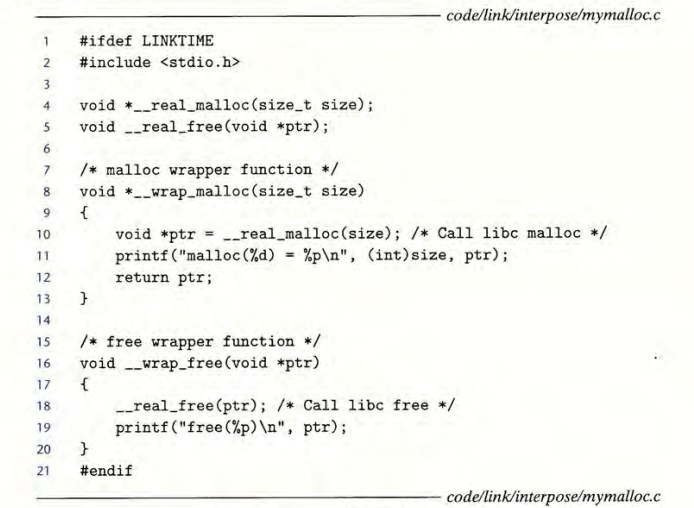 code/link/interpose/mymalloc.c
1 #ifdef LINKTIME
2 #include <stdio.h>
3
4 void *__real_malloc(size_t size);
5 void __real_free(void *ptr);
6
7 /* malloc wrapper function */
8 void *__wrap_malloc(size_t size)
9 {
10 void *ptr = __real_malloc(size); /* Call libc malloc */
11 printf("malloc(%d) = %p\n", (int)size, ptr);
12 return ptr;
13 }
14
15 /* free wrapper function */
16 void __wrap_free(void *ptr)
17 {
18 __real_free(ptr); /* Call libc free */
19 printf("free(%p)\n", ptr);
20 }
21 #endif
code/link/interpose/mymalloc.c